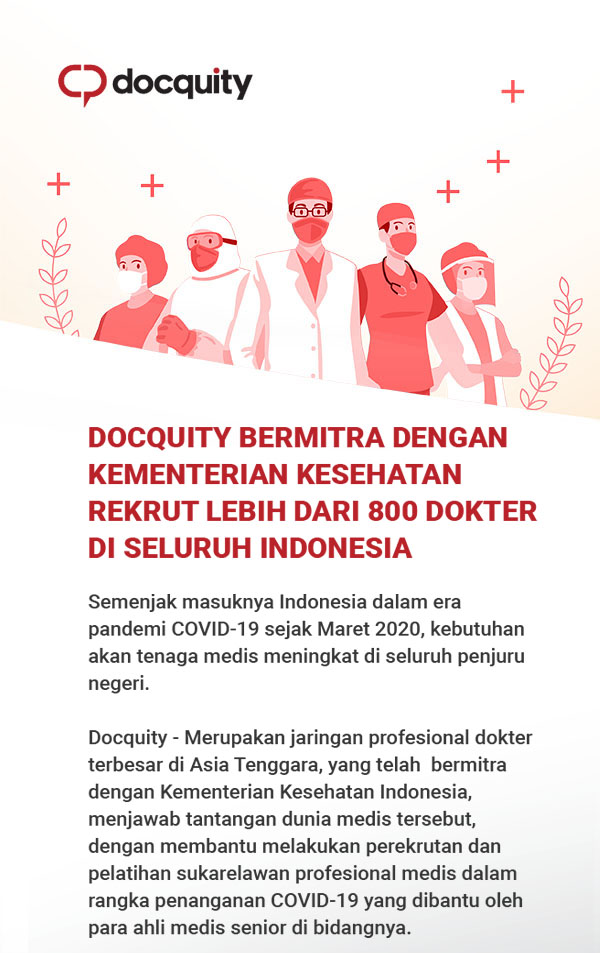 docquity
DOCQUITY BERMITRA DENGAN
KEMENTERIAN KESEHATAN
REKRUT LEBIH DARI 800 DOKTER
DI SELURUH INDONESIA
Semenjak masuknya Indonesia dalam era
pandemi COVID-19 sejak Maret 2020, kebutuhan
akan tenaga medis meningkat di seluruh penjuru
negeri.
Docquity - Merupakan jaringan profesional dokter
terbesar di Asia Tenggara, yang telah bermitra
dengan Kementerian Kesehatan Indonesia,
menjawab tantangan dunia medis tersebut,
dengan membantu melakukan perekrutan dan
pelatihan sukarelawan profesional medis dalam
rangka penanganan COVID-19 yang dibantu oleh
para ahli medis senior di bidangnya.